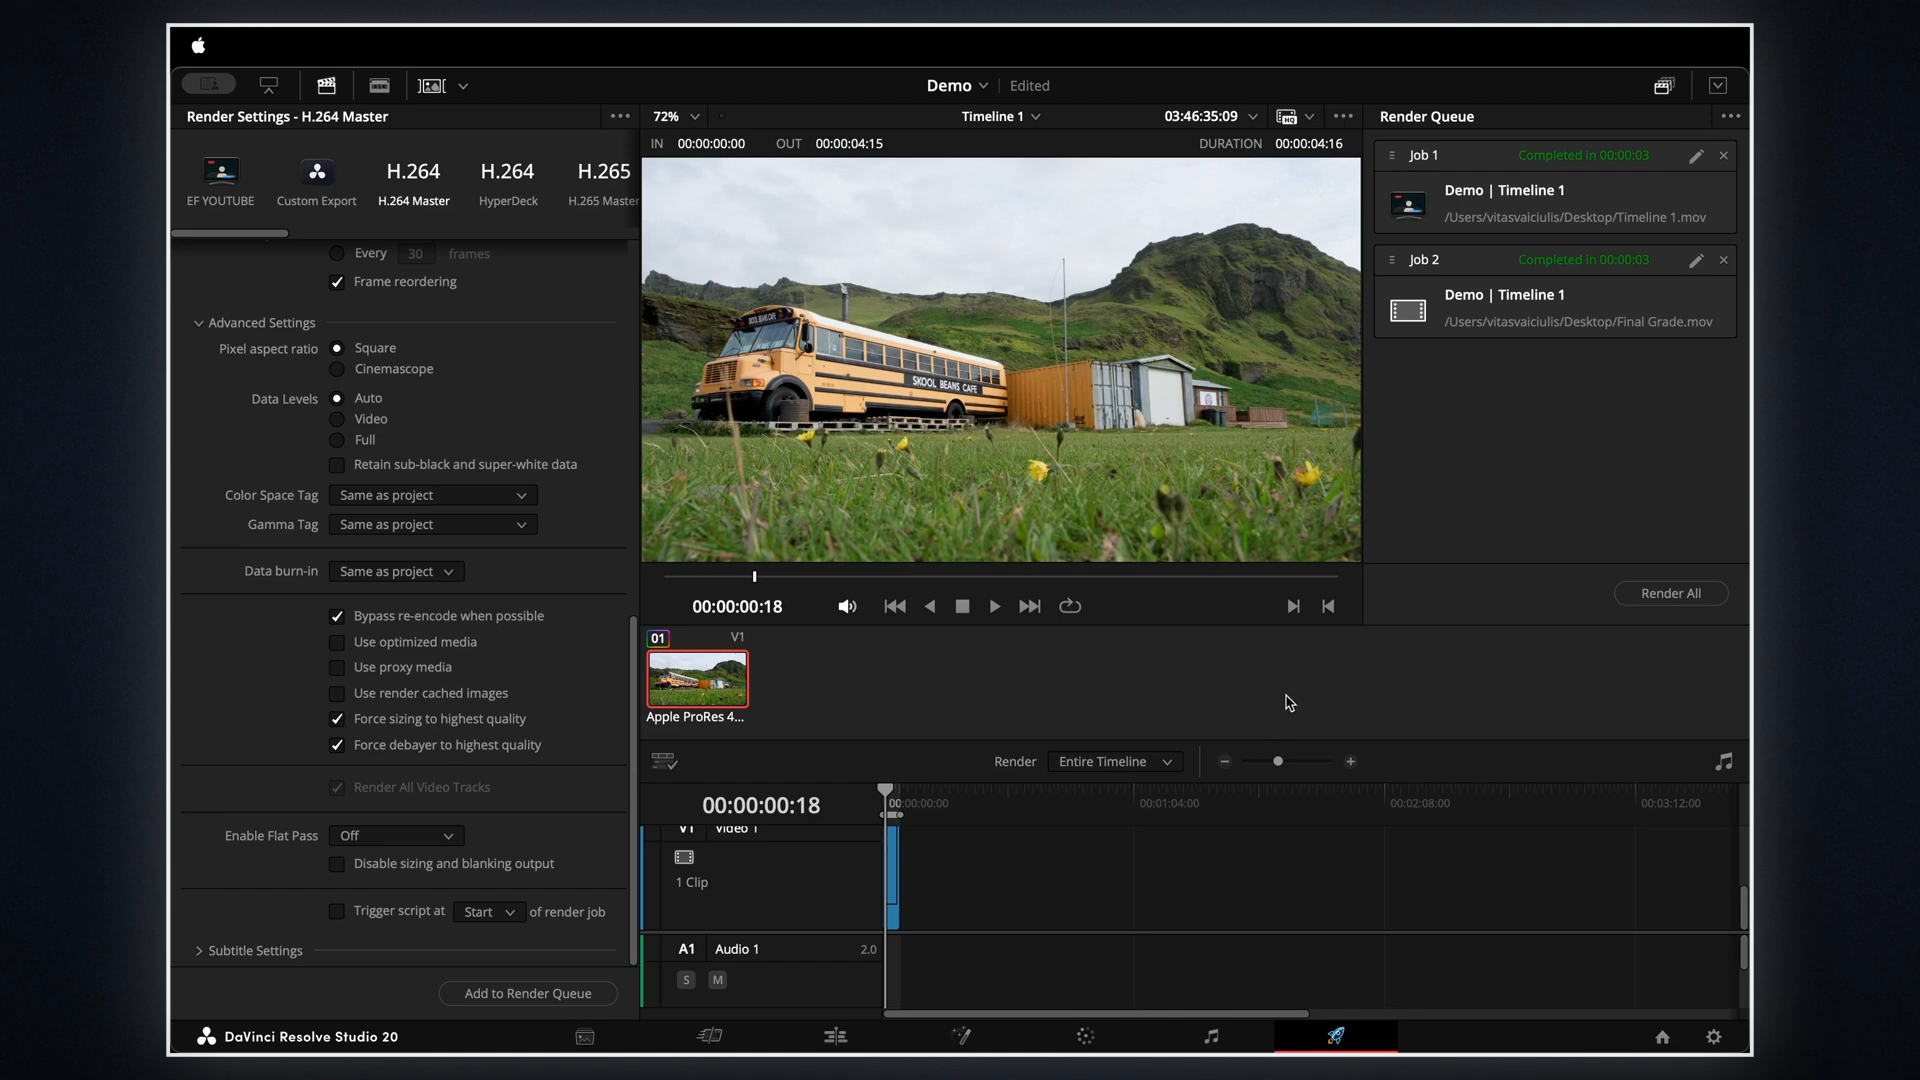 Demo
Edited
Render Settings - H.264 Master
72%
Timeline 1
03:46:35:09
Render Queue
IN 00:00:00:00 OUT 00:00:04:15
DURATION 00:00:04:16
EF YOUTUBE
Custom Export
H.264
H.264 Master
HyperDeck
HyperDeck
H.265
H.265 Master
Every 30 frames
Frame reordering
Advanced Settings
Pixel aspect ratio Square
Cinemascope
Data Levels Auto
Video
Full
Retain sub-black and super-white data
Color Space Tag Same as project
Gamma Tag Same as project
Data burn-in Same as project
Bypass re-encode when possible
Use optimized media
Use proxy media
Use render cached images
Force sizing to highest quality
Force debayer to highest quality
Render All Video Tracks
Enable Flat Pass Off
Disable sizing and blanking output
Trigger script at Start of render job
Subtitle Settings
Add to Render Queue
SKOOL BEANS CAFE
SKOOL BEANS CAFE
00:00:00:18
01 V1
Apple ProRes 4...
Render Entire Timeline
00:00:00:18
00:00:00:00
00:01:04:00
00:02:08:00
00:03:12:00
V1 Video 1
1 Clip
A1 Audio 1 2.0
S M
Job 1 Completed in 00:00:03
Demo | Timeline 1
/Users/vitasvaiciulis/Desktop/Timeline 1.mov
Job 2 Completed in 00:00:03
Demo | Timeline 1
/Users/vitasvaiciulis/Desktop/Final Grade.mov
Render All
DaVinci Resolve Studio 20